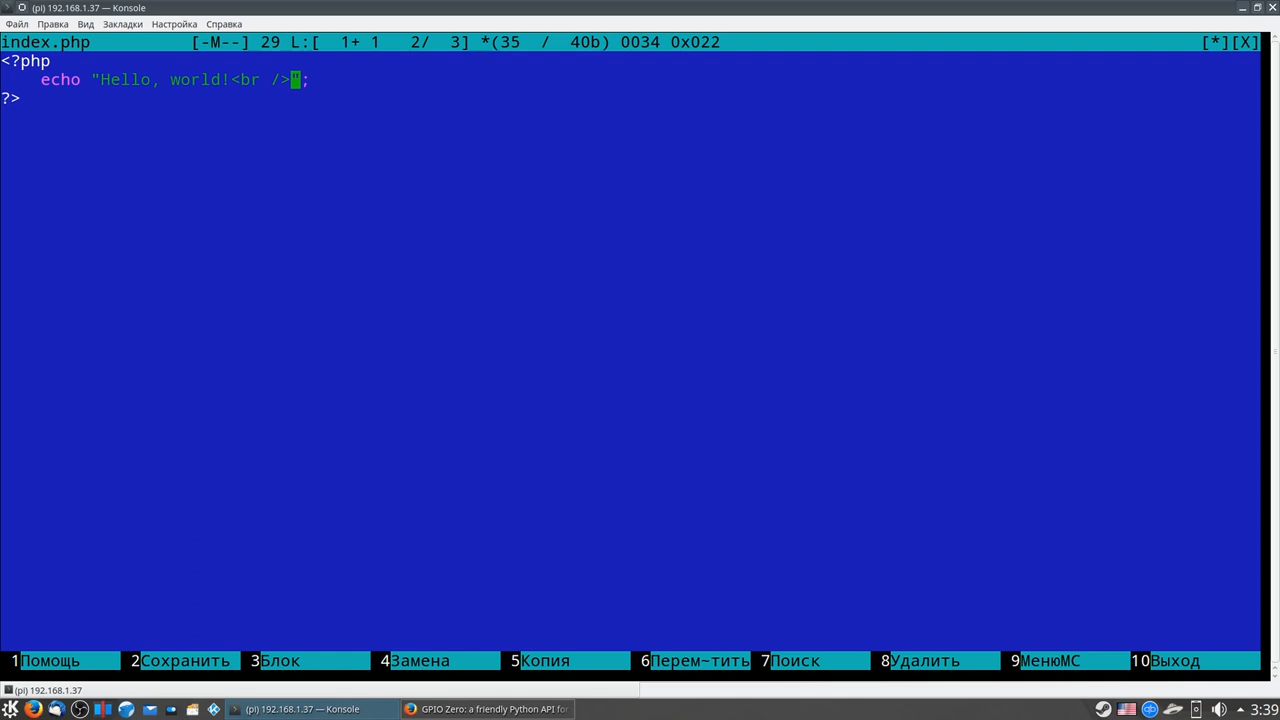 (pi) 192.168.1.37 — Konsole
Файл Правка Вид Закладки Настройка Справка
index.php [-M--] 29 L:[ 1+ 1 2/ 3] *(35 / 40b) 0034 0x022 [*][X]
<?php
echo "Hello, world!<br />";
?>
1Помощь 2Сохранить 3Блок 4Замена 5Копия 6Перем~тить 7Поиск 8Удалить 9МенюМС 10Выход
(pi) 192.168.1.37
(pi) 192.168.1.37 — Konsole GPIO Zero: a friendly Python API for 3:39